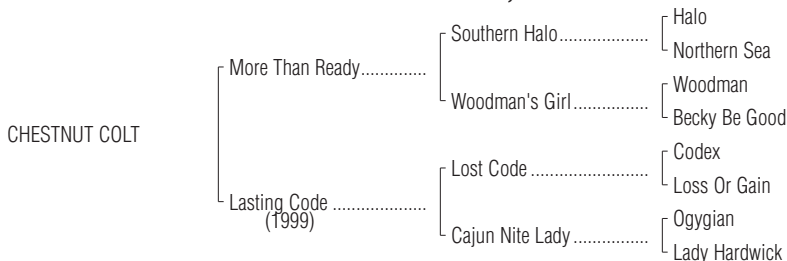 Halo
Southern Halo....................
Northern Sea
More Than Ready..............
Woodman
Woodman's Girl.................
Becky Be Good
CHESTNUT COLT
Codex
Lost Code ..........................
Loss Or Gain
Lasting Code .....................
(1999)
Ogygian
Cajun Nite Lady .................
Lady Hardwick